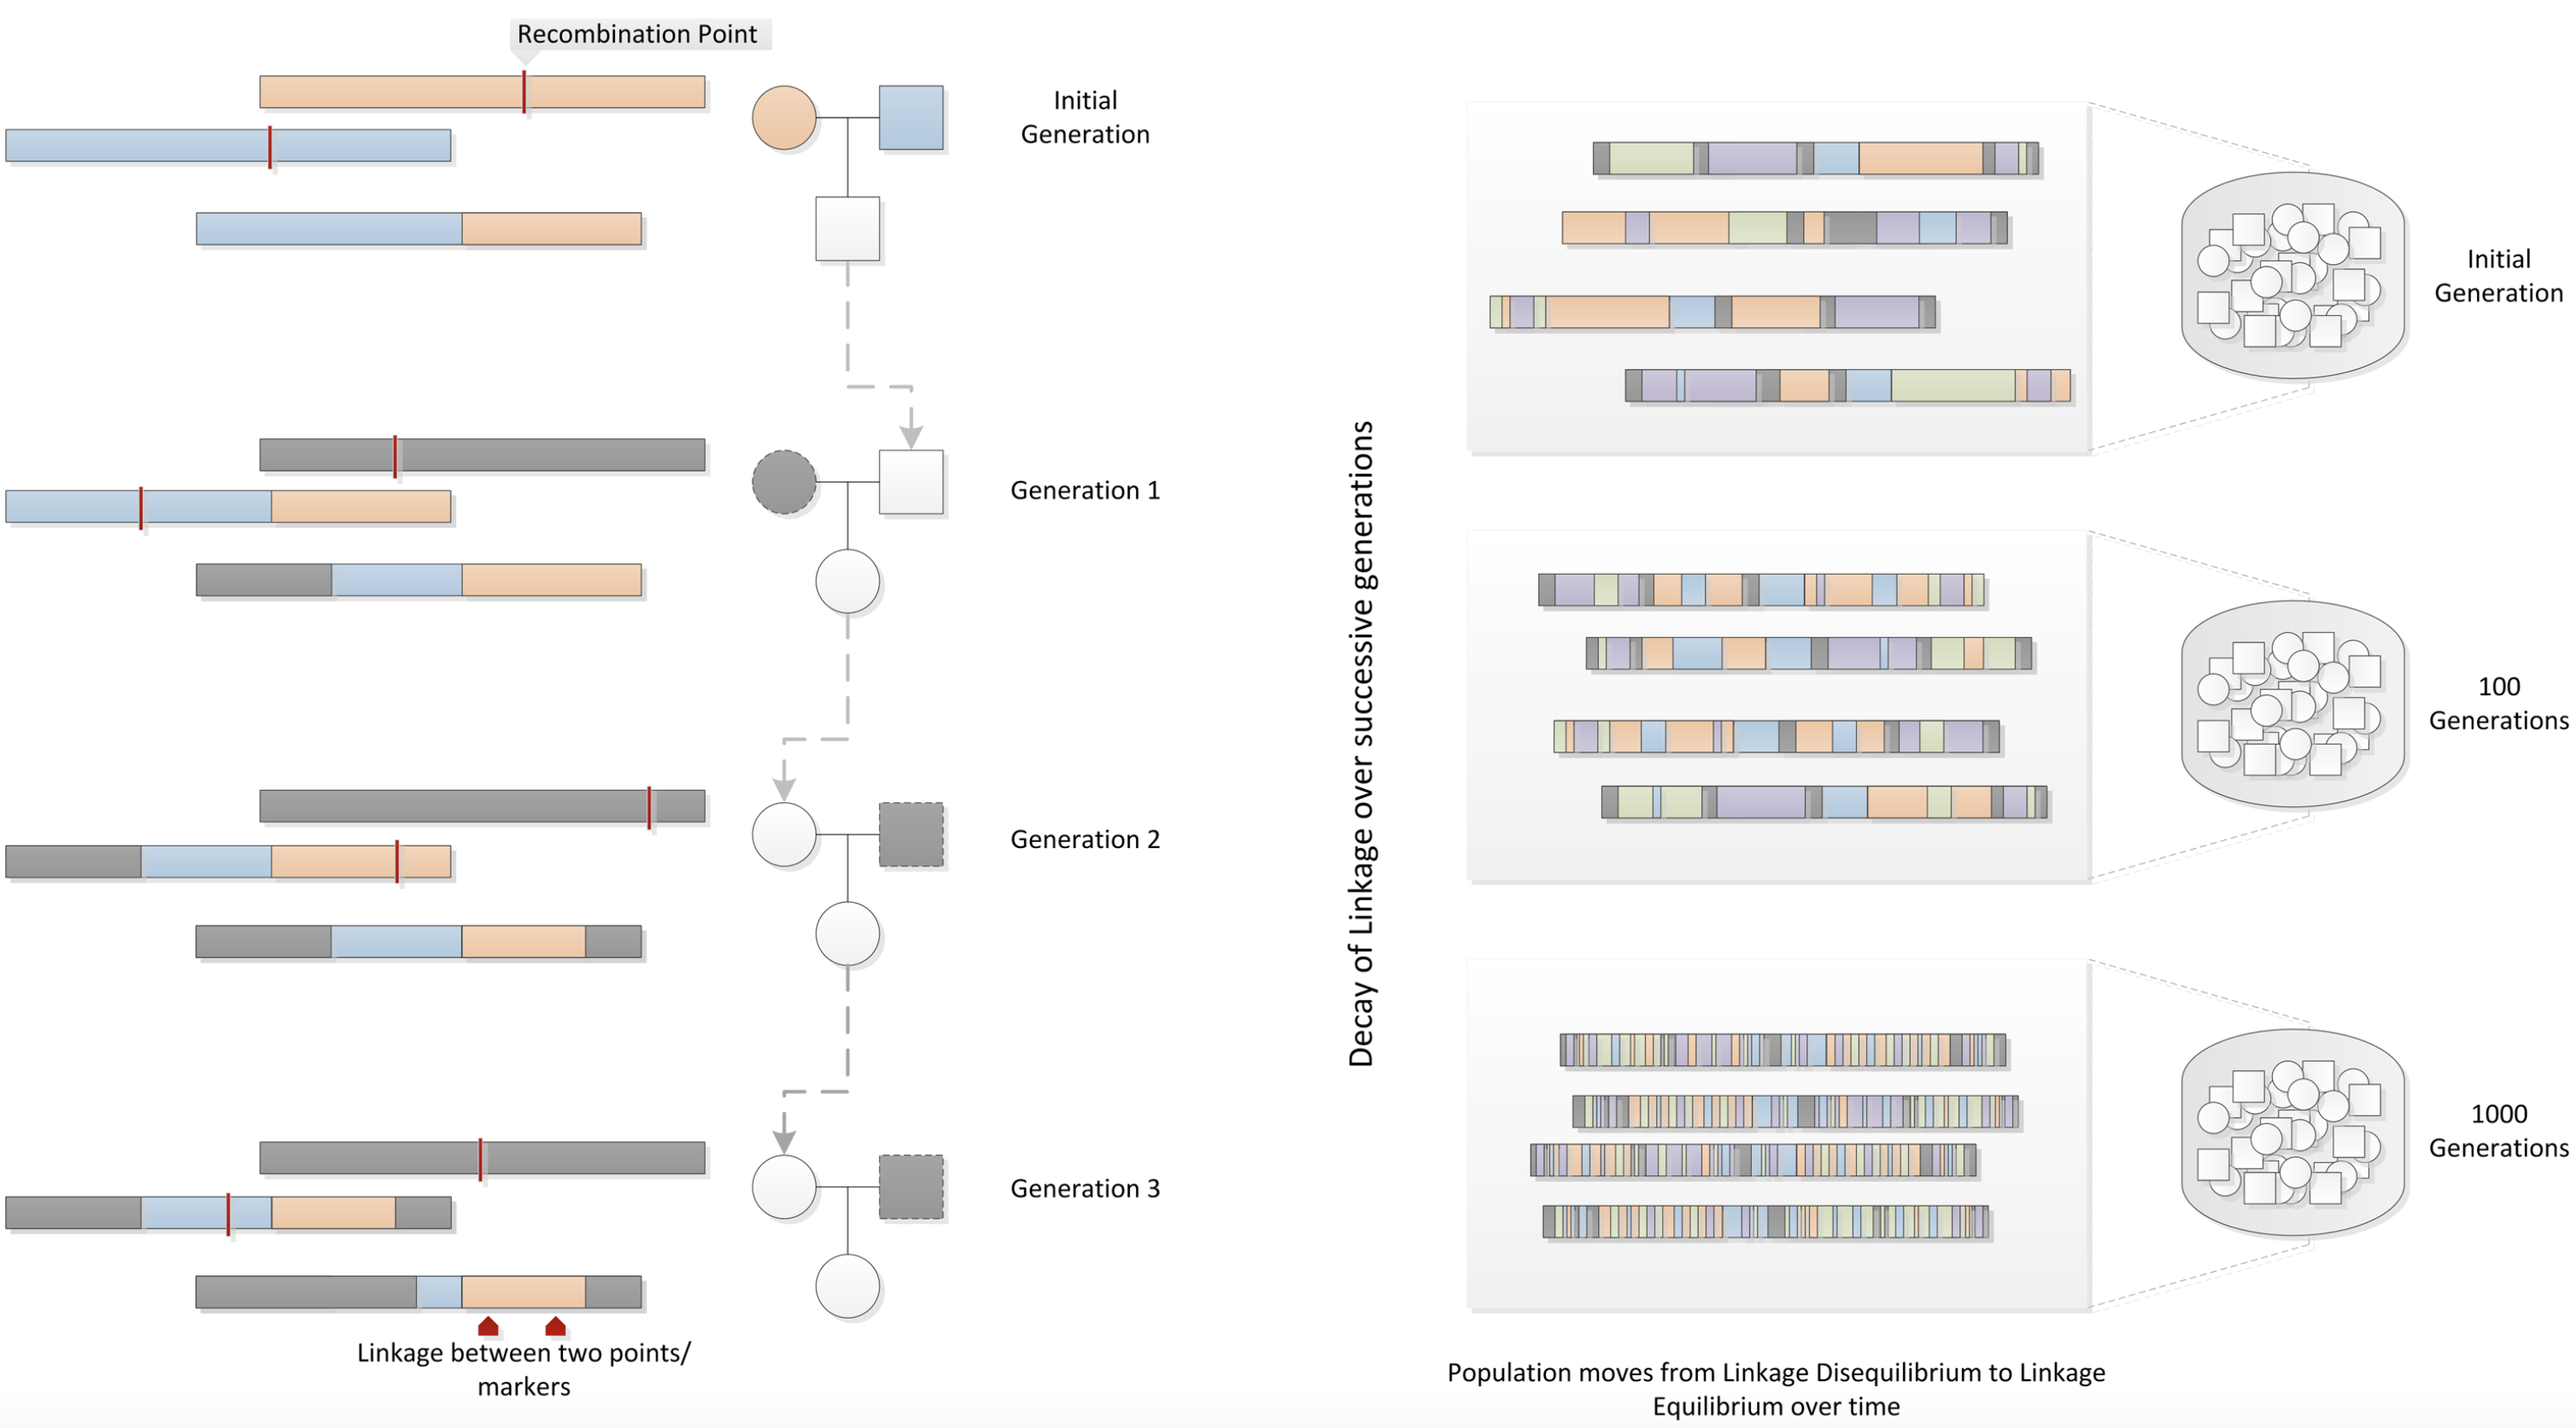 Recombination Point
Initial
Generation
Generation 1
Generation 2
Generation 3
Linkage between two points/
markers
Decay of Linkage over successive generations
Initial
Generation
100
Generations
1000
Generations
Population moves from Linkage Disequilibrium to Linkage
Equilibrium over time